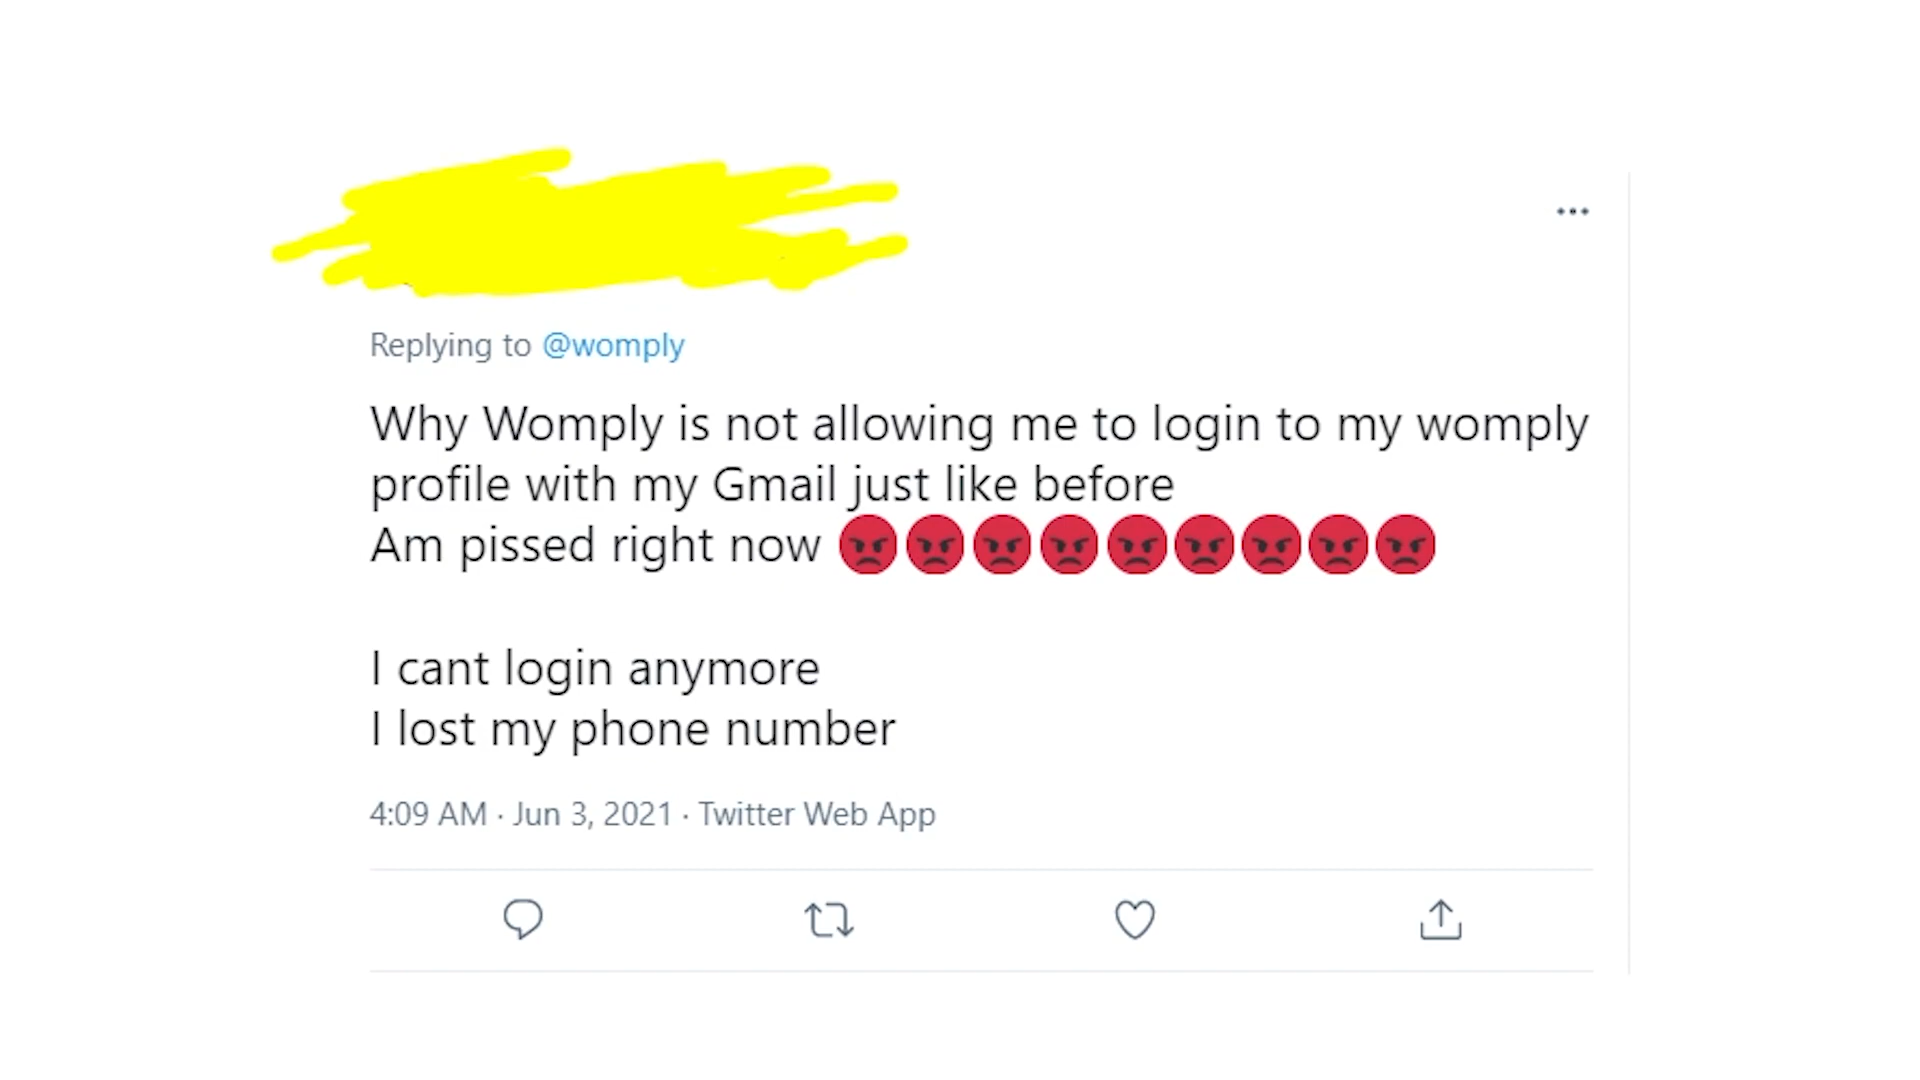 Replying to @womply
Why Womply is not allowing me to login to my womply
profile with my Gmail just like before
Am pissed right now 😡😡😡😡😡😡😡😡😡
I cant login anymore
I lost my phone number
4:09 AM · Jun 3, 2021 · Twitter Web App